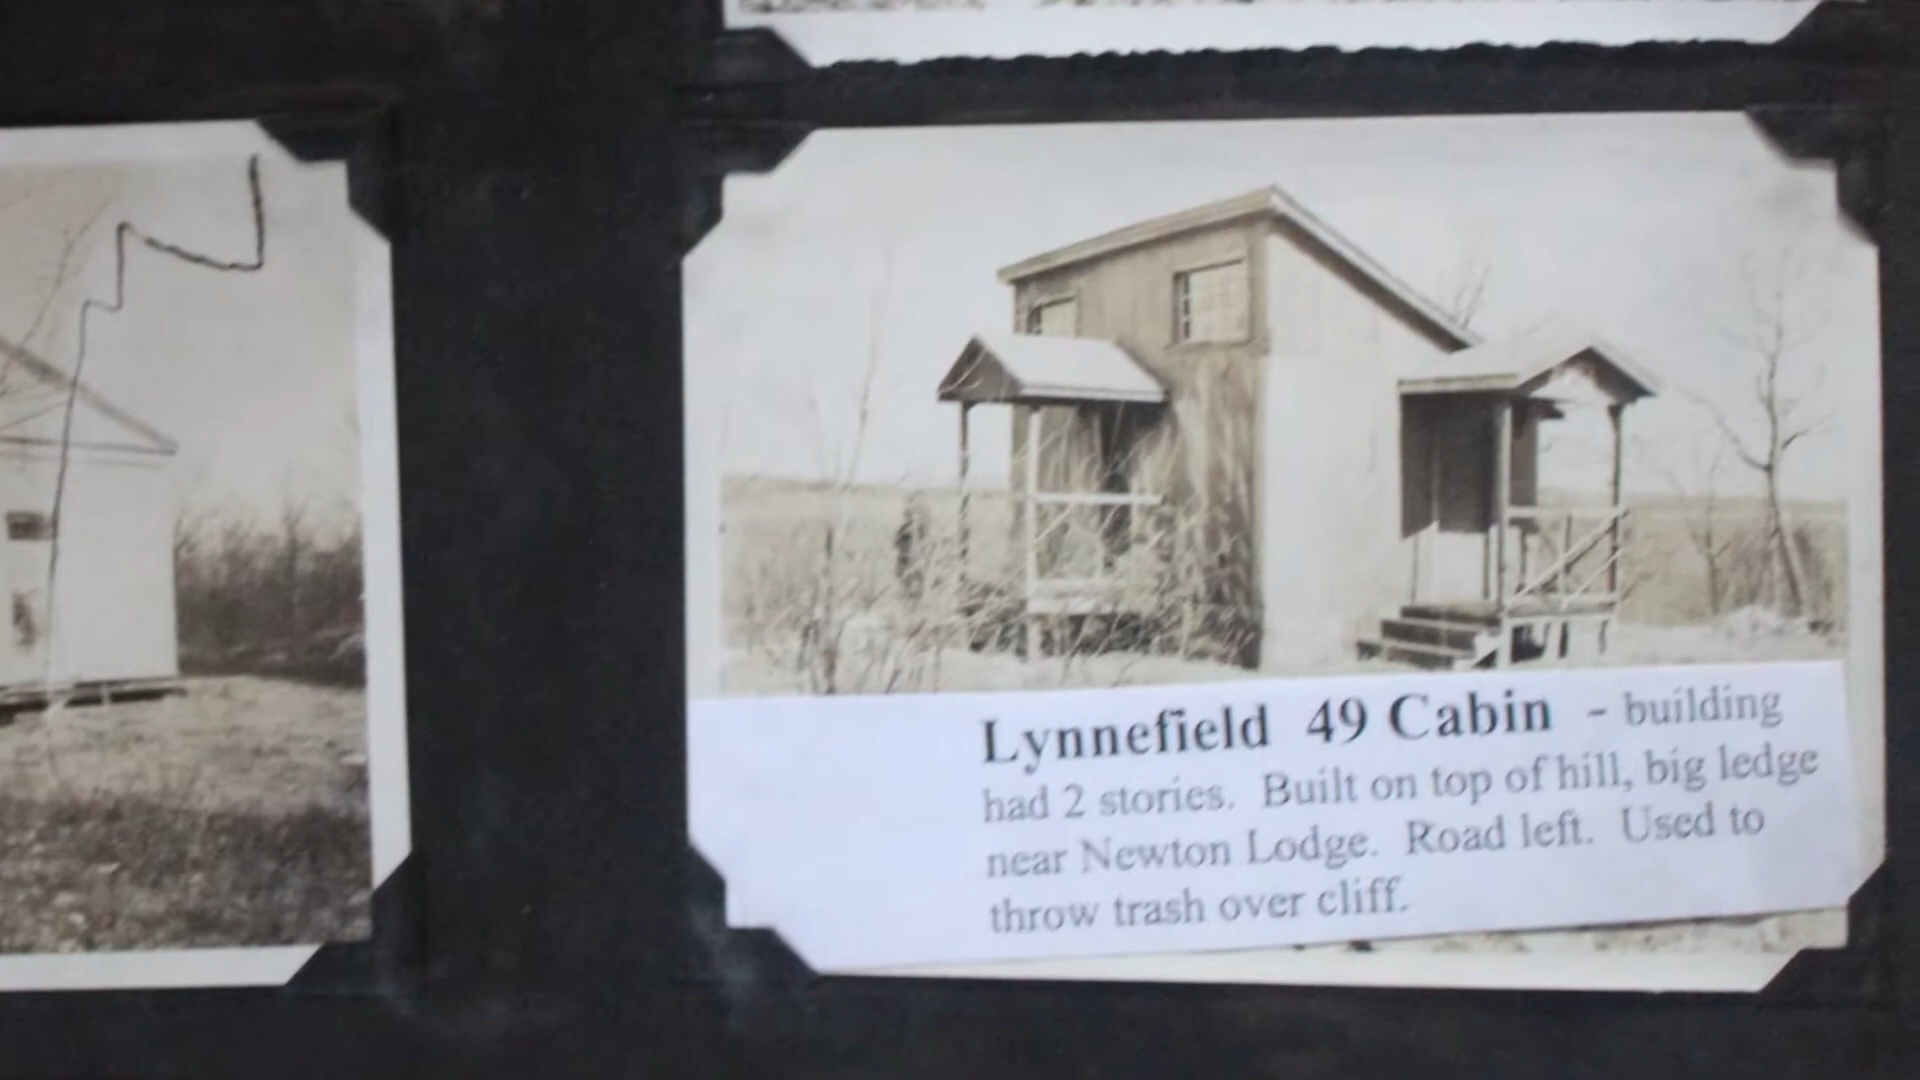 Lynnefield 49 Cabin - building
had 2 stories. Built on top of hill, big ledge
near Newton Lodge. Road left. Used to
throw trash over cliff.